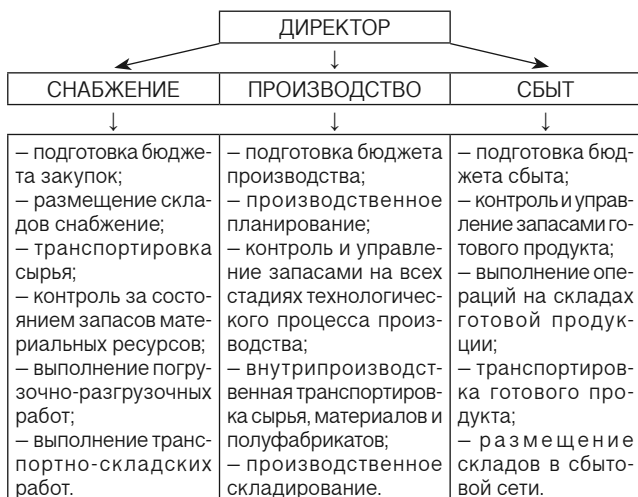 ДИРЕКТОР
↓
СНАБЖЕНИЕ
ПРОИЗВОДСТВО
СБЫТ
↓
↓
↓
– подготовка бюдже-
та закупок;
– размещение скла-
дов снабжение;
– транспортировка
сырья;
– контроль за состо-
янием запасов мате-
риальных ресурсов;
– выполнение погру-
зочно-разгрузочных
работ;
– выполнение транс-
портно-складских
работ.
– подготовка бюджета
производства;
– производственное
планирование;
– контроль и управле-
ние запасами на всех
стадиях технологичес-
кого процесса произ-
водства;
– внутрипроизводст-
венная транспортиров-
ка сырья, материалов и
полуфабрикатов;
– производственное
складирование.
– подготовка бюд-
жета сбыта;
– контроль и управ-
ление запасами го-
тового продукта;
– выполнение опе-
раций на складах
готовой продук-
ции;
– транспортиров-
ка готового про-
дукта;
– размещение
складов в сбыто-
вой сети.